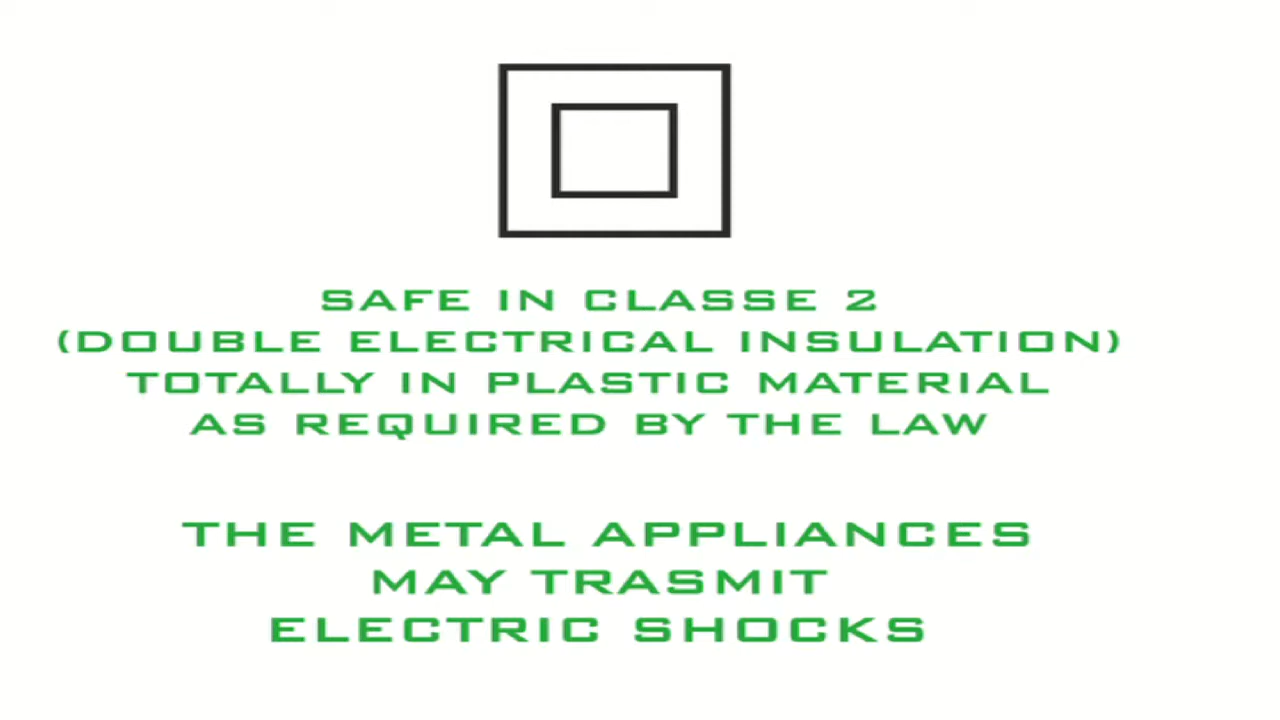 SAFE IN CLASSE 2
(DOUBLE ELECTRICAL INSULATION)
TOTALLY IN PLASTIC MATERIAL
AS REQUIRED BY THE LAW
THE METAL APPLIANCES
MAY TRASMIT
ELECTRIC SHOCKS